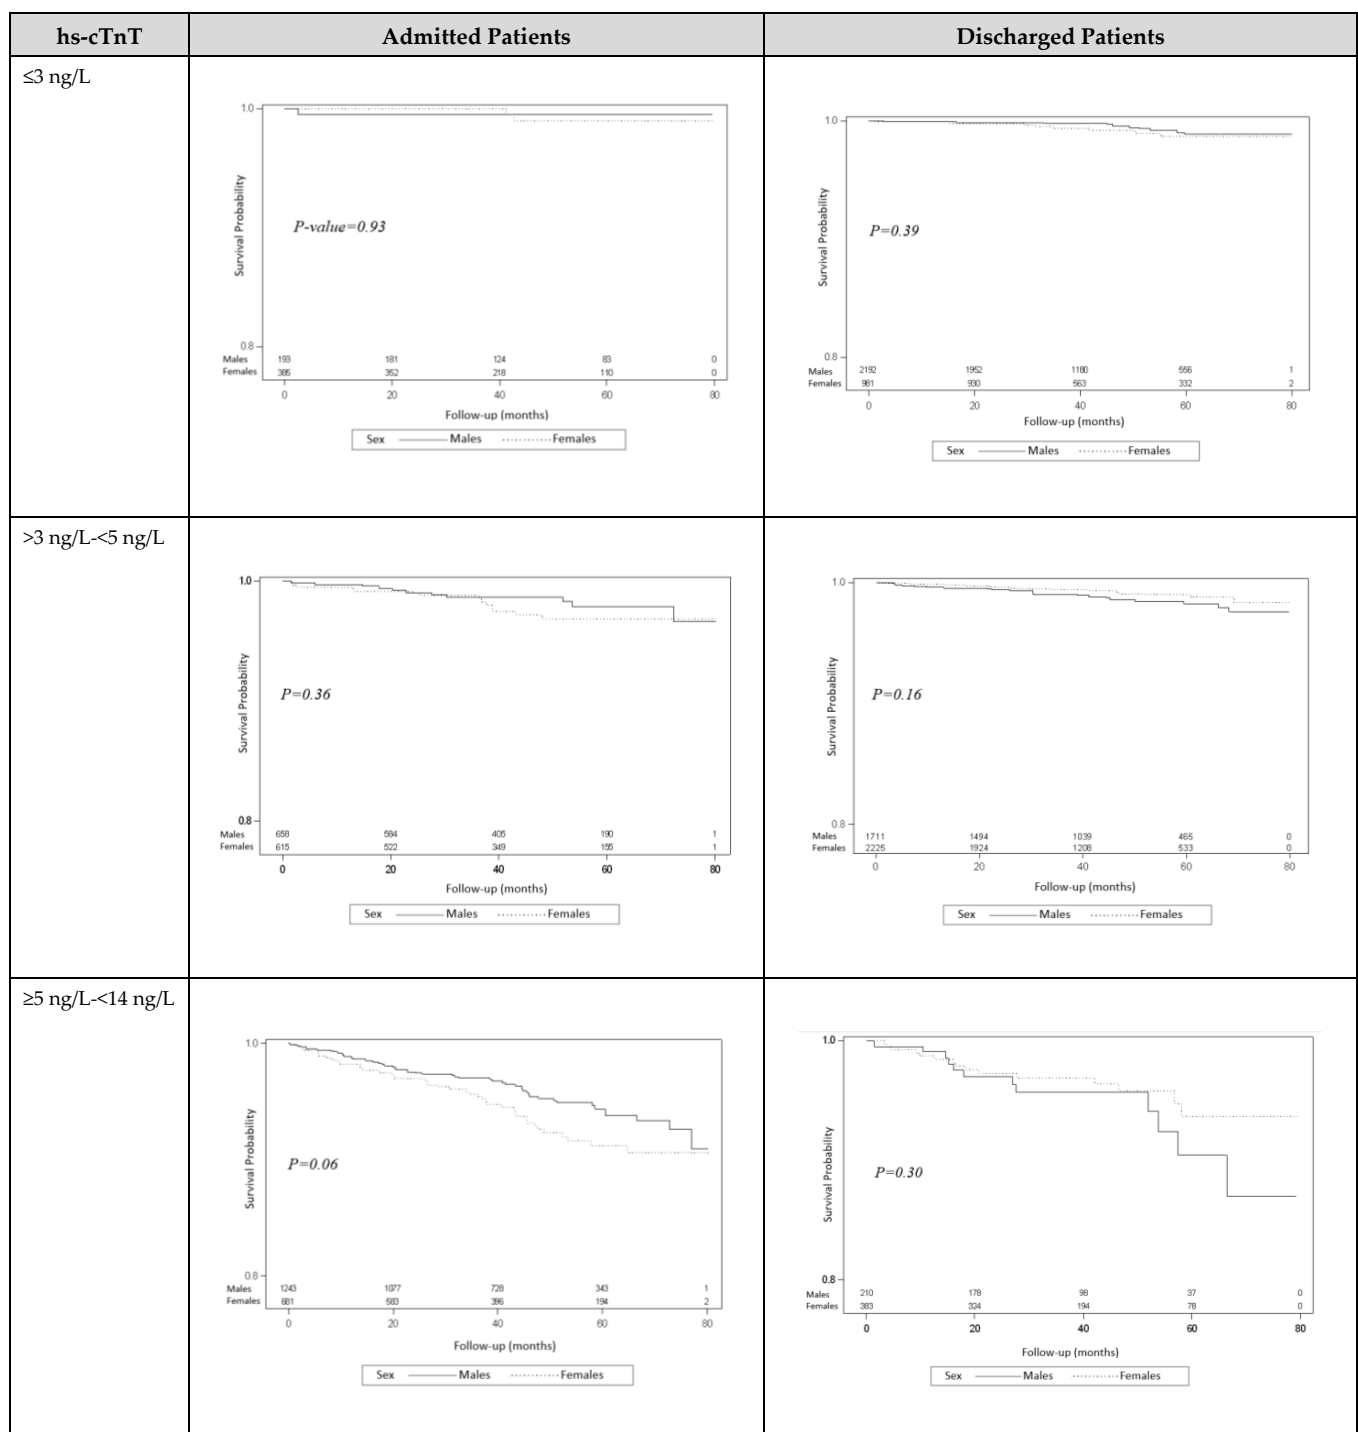 hs-cTnT Admitted Patients Discharged Patients
≤3 ng/L
1.0
Survival Probability
P-value=0.93
0.8
Males 193 181 124 83 0
Females 385 352 218 110 0
0 20 40 60 80
Follow-up (months)
Sex Males Females
1.0
Survival Probability
P=0.39
0.8
Males 2192 1952 1180 556 1
Females 981 930 563 332 2
0 20 40 60 80
Follow-up (months)
Sex Males Females
>3 ng/L-<5 ng/L
1.0
Survival Probability
P=0.36
0.8
Males 658 584 405 190 1
Females 615 522 349 155 1
0 20 40 60 80
Follow-up (months)
Sex Males Females
1.0
Survival Probability
P=0.16
0.8
Males 1711 1494 1039 465 0
Females 2225 1924 1208 533 0
0 20 40 60 80
Follow-up (months)
Sex Males Females
≥5 ng/L-<14 ng/L
1.0
Survival Probability
P=0.06
0.8
Males 1243 1077 728 343 1
Females 681 583 396 194 2
0 20 40 60 80
Follow-up (months)
Sex Males Females
1.0
Survival Probability
P=0.30
0.8
Males 210 178 98 37 0
Females 383 324 194 78 0
0 20 40 60 80
Follow-up (months)
Sex Males Females